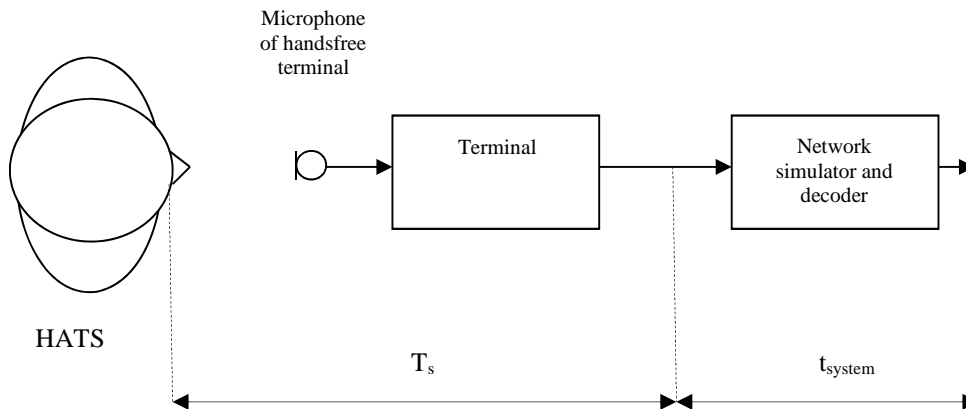 Microphone
of handsfree
terminal
Terminal
Network
simulator and
decoder
HATS
Ts
tsystem